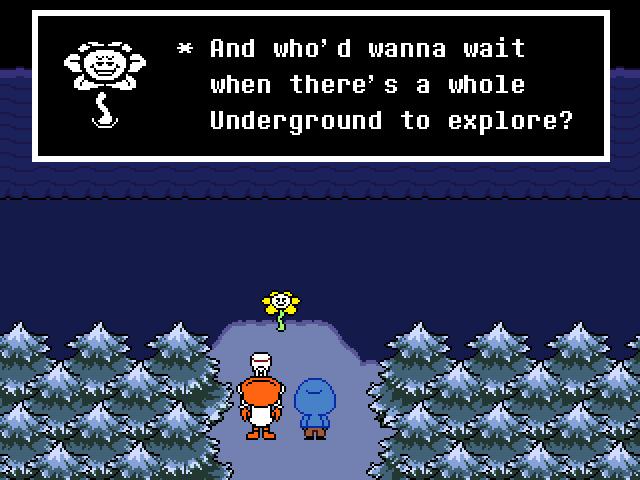 * And who'd wanna wait
when there's a whole
Underground to explore?